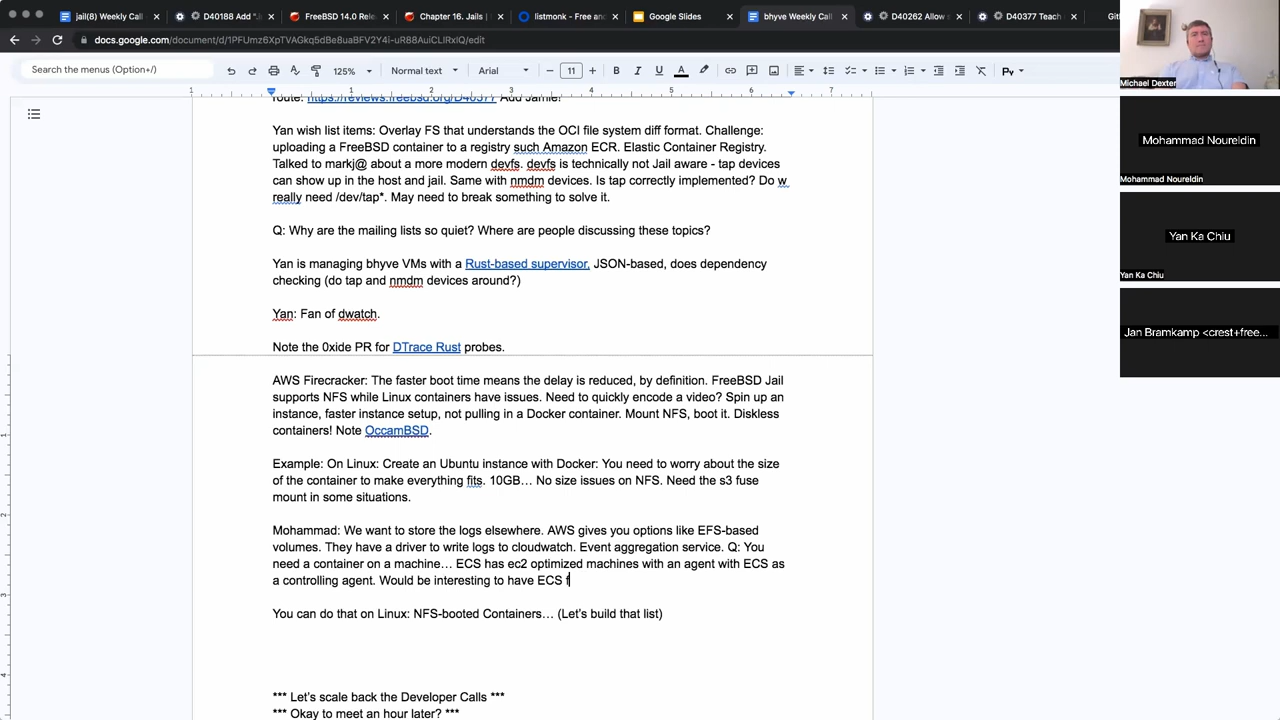 jail(8) Weekly Call
D40188 Add "J
FreeBSD 14.0 Rele
Chapter 16. Jails |
listmonk - Free and
Google Slides
bhyve Weekly Call
D40262 Allow s
D40377 Teach
Git
docs.google.com/document/d/1PFUmz6XpTVAGkq5dBe8uaBFV2Y4i-uR88AuiCLIRxIQ/edit
Search the menus (Option+/)
125%
Normal text
Arial
11
Youte: https://reviews.freebsd.org/D40377 Add Jamie!
Yan wish list items: Overlay FS that understands the OCI file system diff format. Challenge:
uploading a FreeBSD container to a registry such Amazon ECR. Elastic Container Registry.
Talked to markj@ about a more modern devfs. devfs is technically not Jail aware - tap devices
can show up in the host and jail. Same with nmdm devices. Is tap correctly implemented? Do w
really need /dev/tap*. May need to break something to solve it.
Q: Why are the mailing lists so quiet? Where are people discussing these topics?
Yan is managing bhyve VMs with a Rust-based supervisor, JSON-based, does dependency
checking (do tap and nmdm devices around?)
Yan: Fan of dwatch.
Note the 0xide PR for DTrace Rust probes.
AWS Firecracker: The faster boot time means the delay is reduced, by definition. FreeBSD Jail
supports NFS while Linux containers have issues. Need to quickly encode a video? Spin up an
instance, faster instance setup, not pulling in a Docker container. Mount NFS, boot it. Diskless
containers! Note OccamBSD.
Example: On Linux: Create an Ubuntu instance with Docker: You need to worry about the size
of the container to make everything fits. 10GB… No size issues on NFS. Need the s3 fuse
mount in some situations.
Mohammad: We want to store the logs elsewhere. AWS gives you options like EFS-based
volumes. They have a driver to write logs to cloudwatch. Event aggregation service. Q: You
need a container on a machine… ECS has ec2 optimized machines with an agent with ECS as
a controlling agent. Would be interesting to have ECS f
You can do that on Linux: NFS-booted Containers… (Let's build that list)
*** Let's scale back the Developer Calls ***
*** Okay to meet an hour later? ***
Michael Dexter
Mohammad Noureldin
Mohammad Noureldin
Yan Ka Chiu
Yan Ka Chiu
Jan Bramkamp <crest+free...